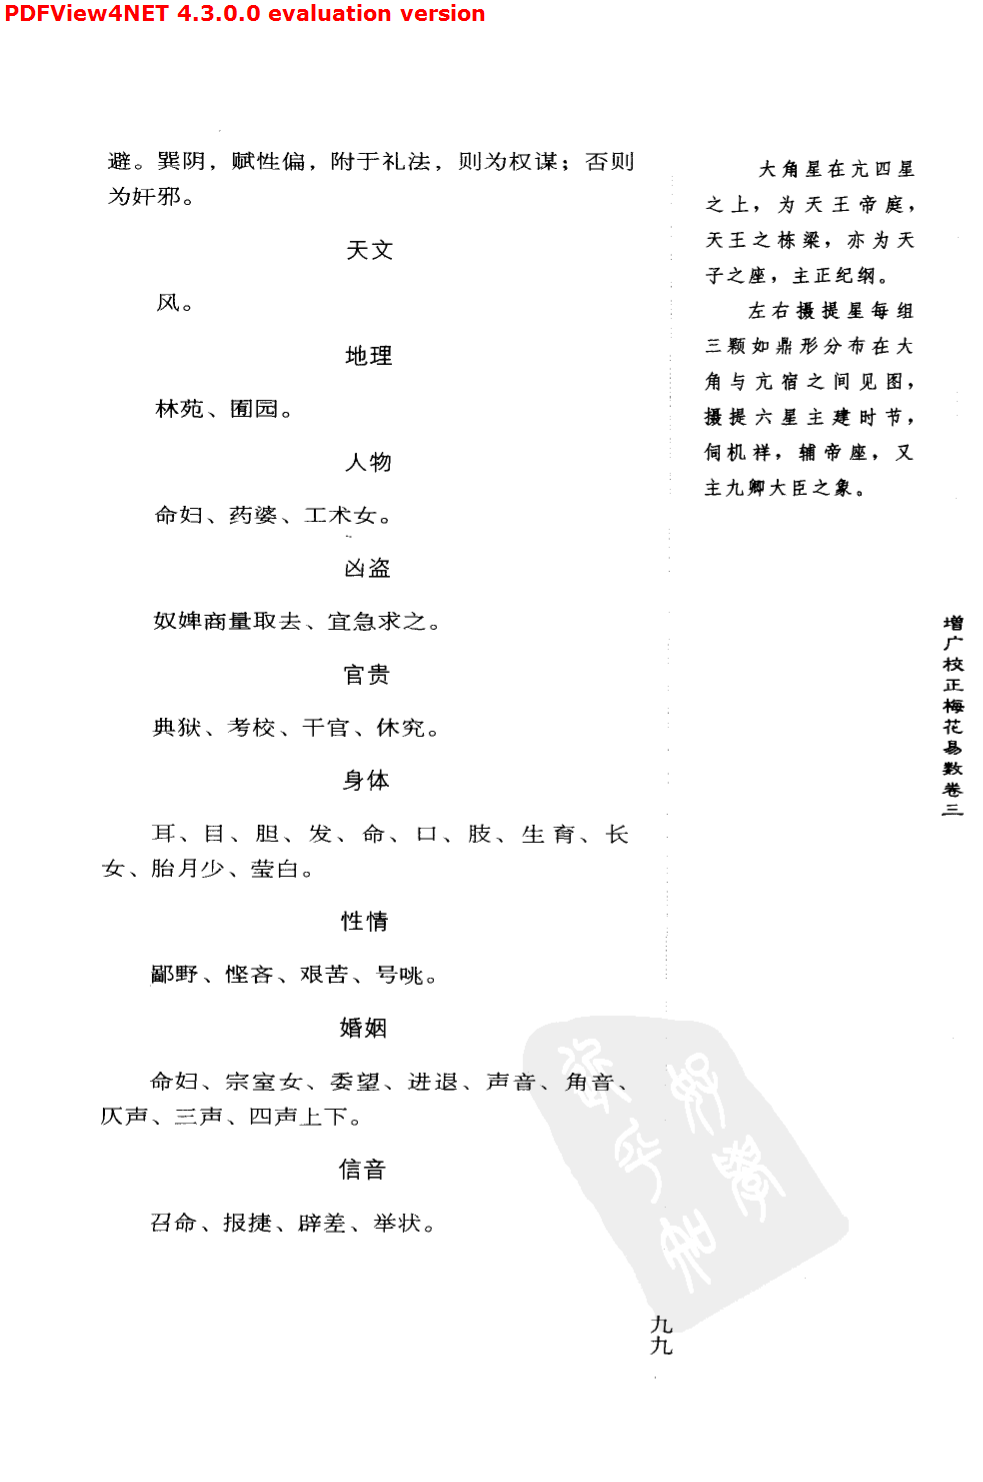 PDFView4NET 4.3.0.0 evaluation version
避。巽阴，赋性偏，附于礼法，则为权谋；否则
为奸邪。
天文
风。
地理
林苑、囿园。
人物
命妇、药婆、工术女。
凶盗
奴婢商量取去、宜急求之。
官贵
典狱、考校、干官、休究。
身体
耳、目、胆、发、命、口、肢、生育、长
女、胎月少、莹白。
性情
鄙野、悭吝、艰苦、号咷。
婚姻
命妇、宗室女、委望、进退、声音、角音、
仄声、三声、四声上下。
信音
召命、报捷、辟差、举状。
大角星在亢四星
之上，为天王帝庭，
天王之栋梁，亦为天
子之座，主正纪纲。
左右摄提星每组
三颗如鼎形分布在大
角与亢宿之间见图，
摄提六星主建时节，
伺机祥，辅帝座，又
主九卿大臣之象。
增广校正梅花易数卷三
九九